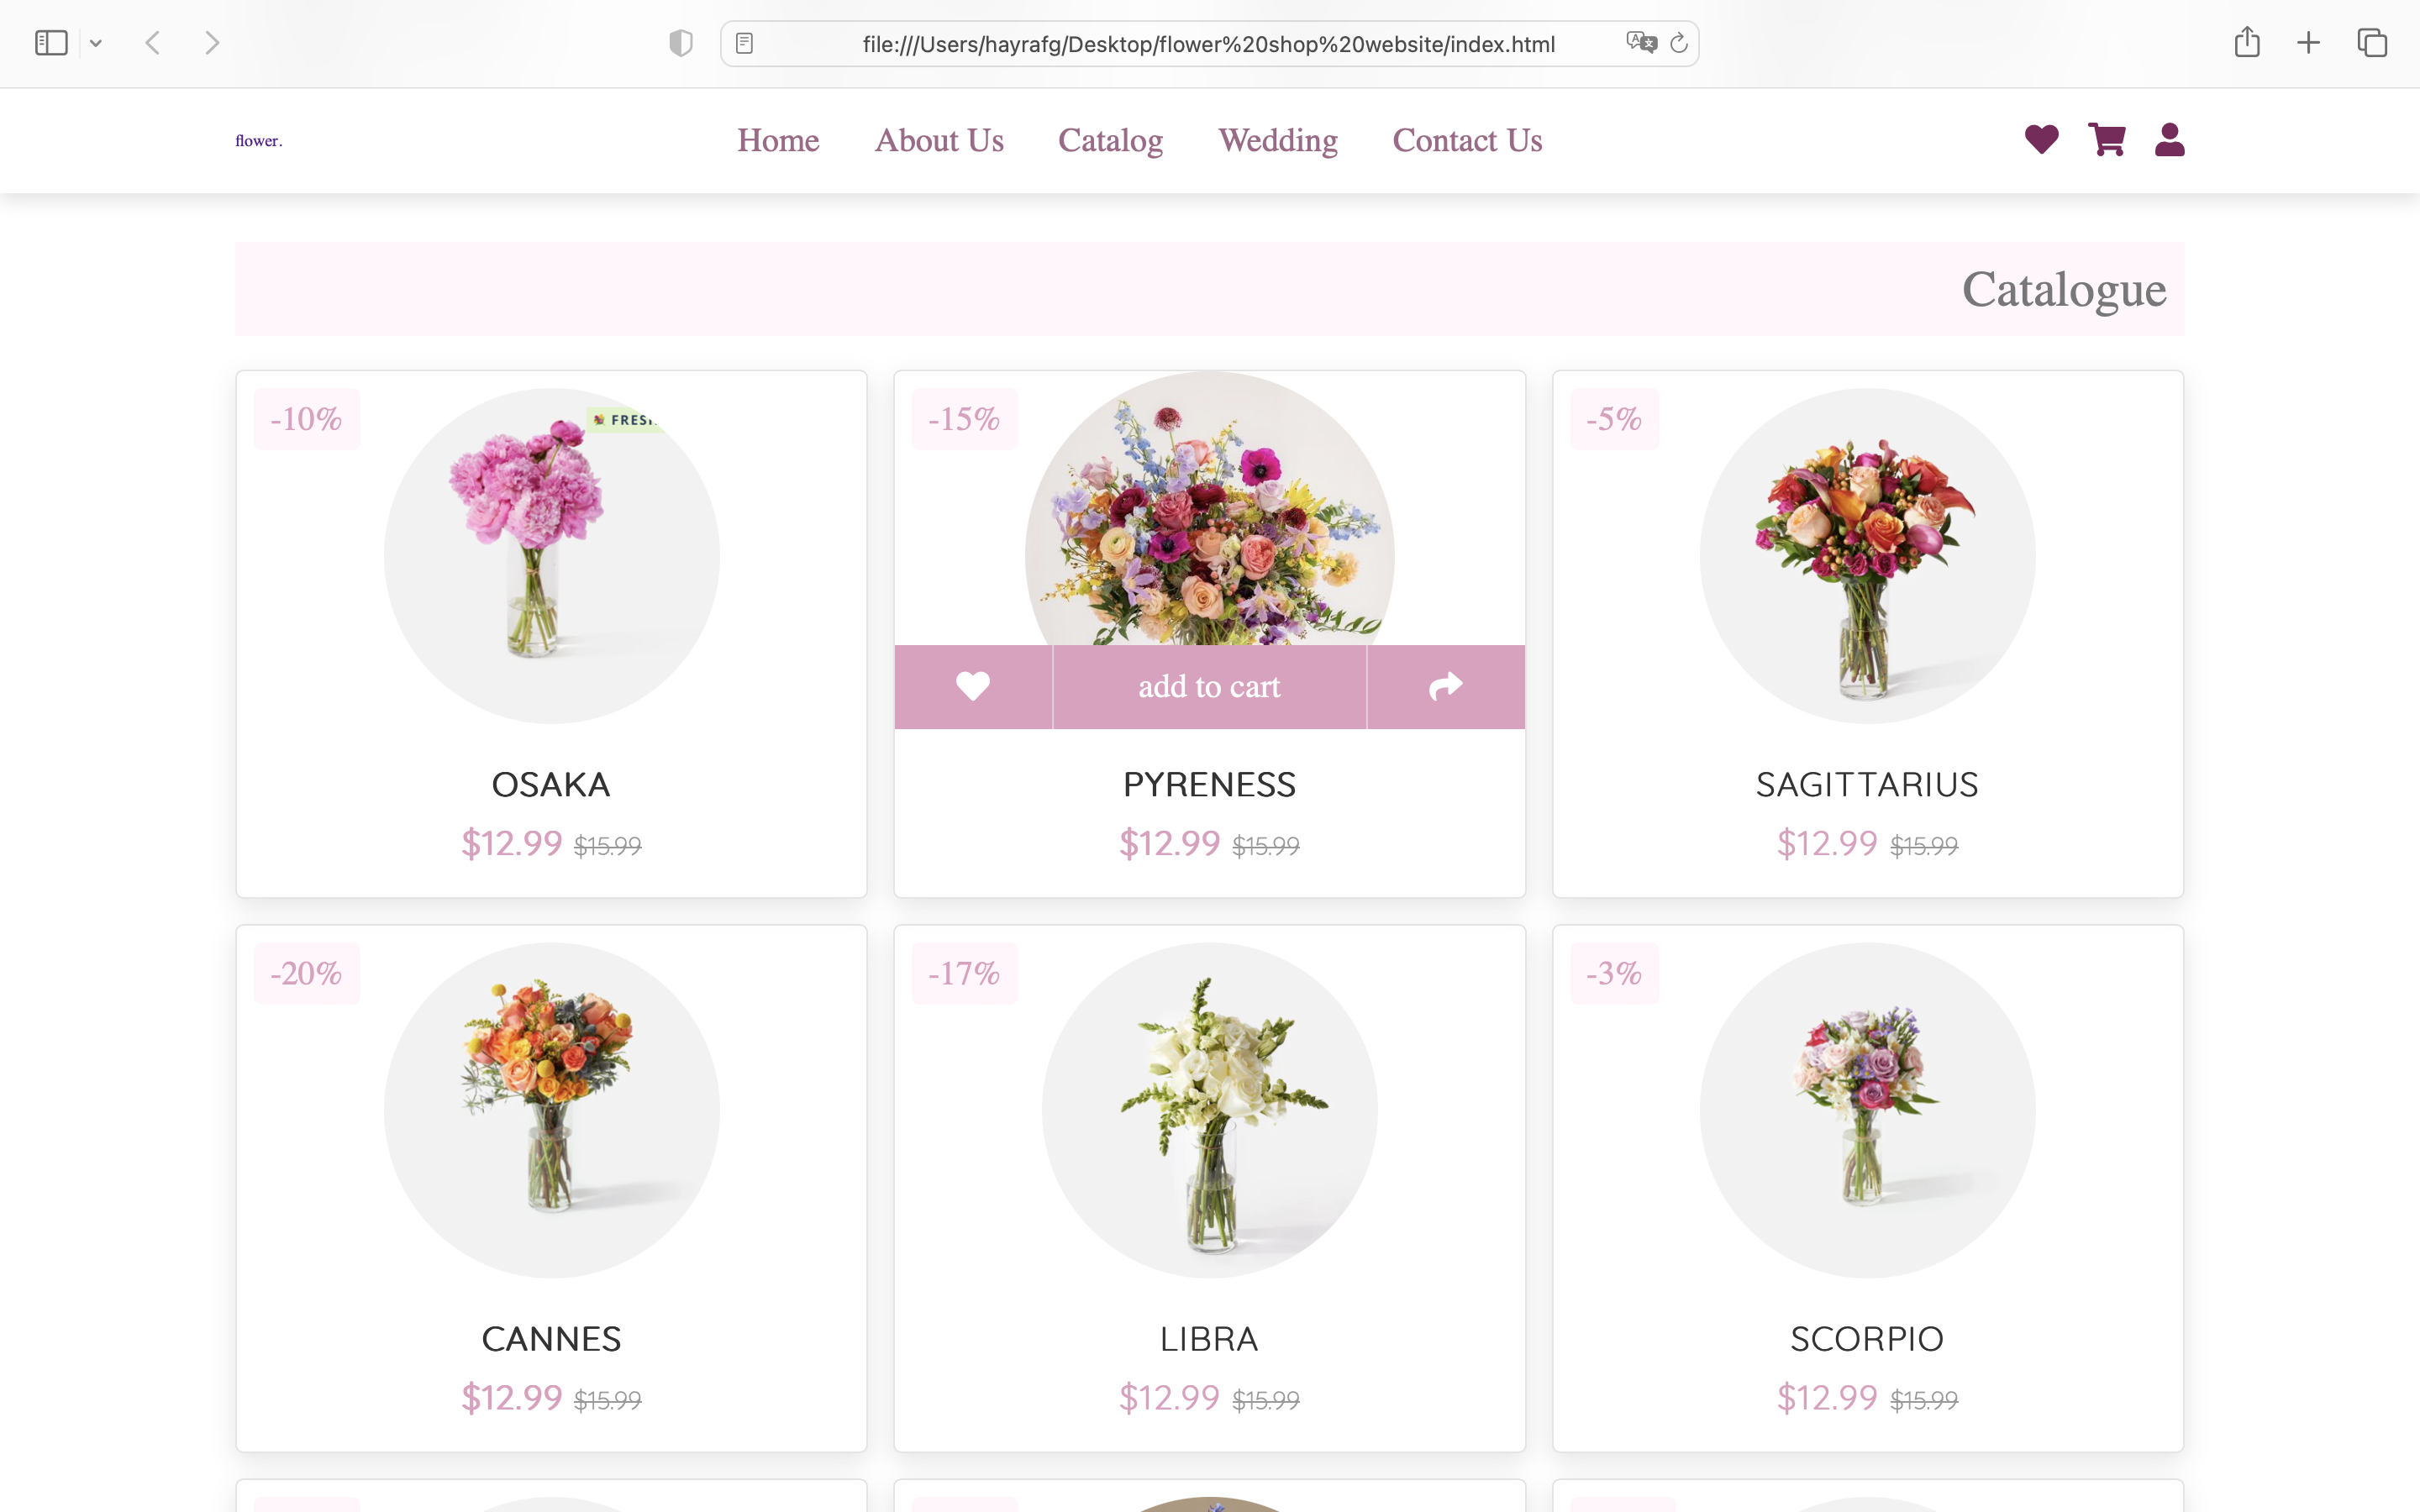 file:///Users/hayrafg/Desktop/flower%20shop%20website/index.html
flower.
Home About Us Catalog Wedding Contact Us
Catalogue
-10%
OSAKA
$12.99 $15.99
-15%
add to cart
PYRENESS
$12.99 $15.99
-5%
SAGITTARIUS
$12.99 $15.99
-20%
CANNES
$12.99 $15.99
-17%
LIBRA
$12.99 $15.99
-3%
SCORPIO
$12.99 $15.99